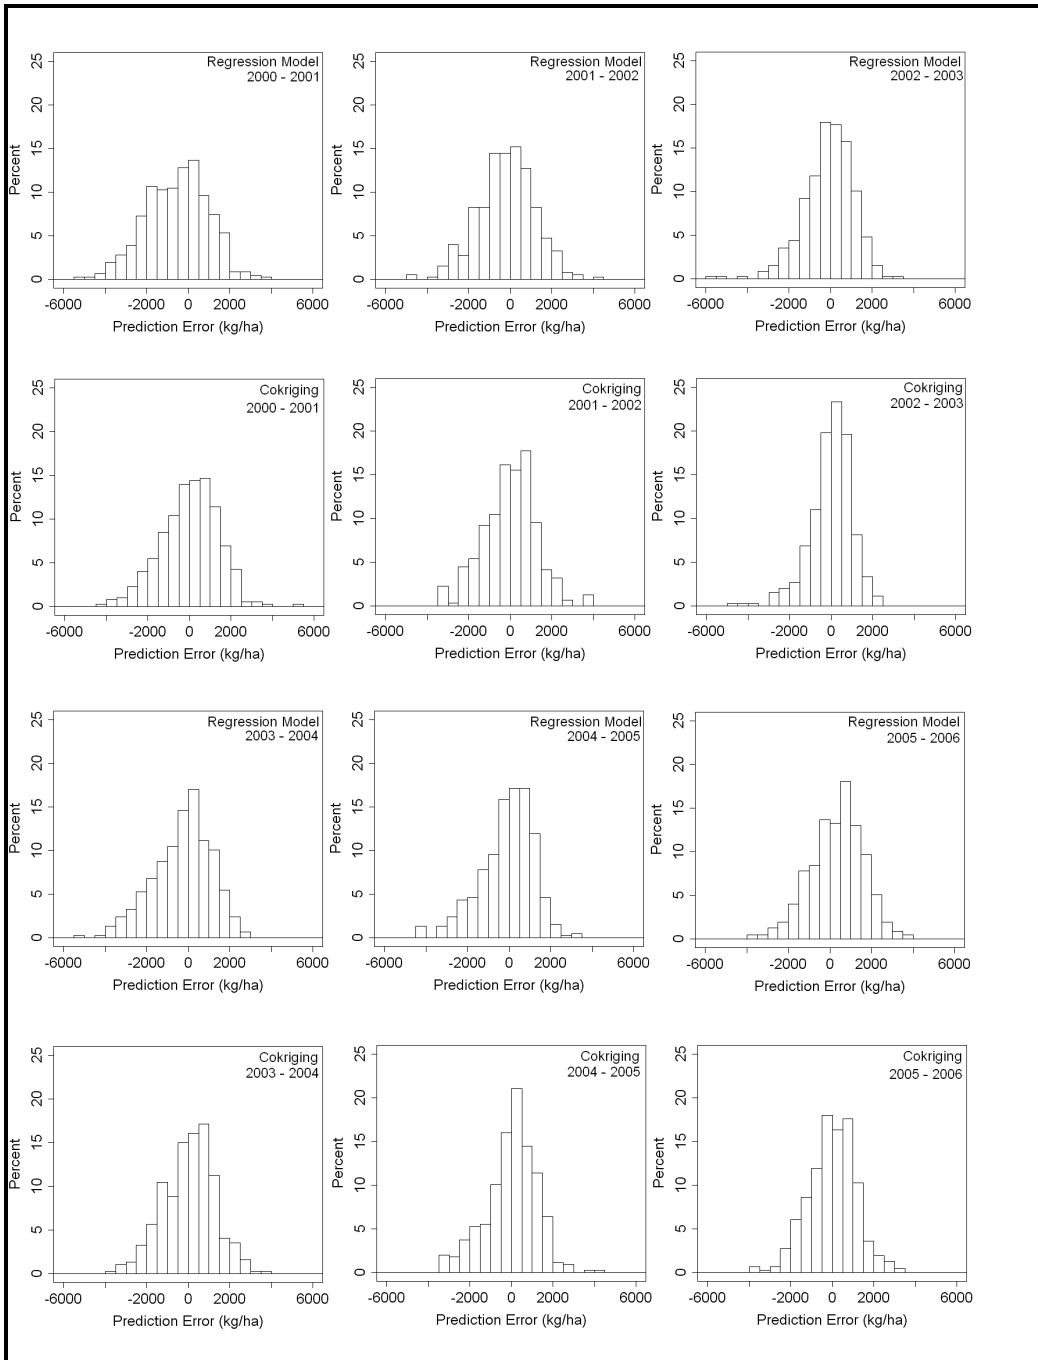 Regression Model
2000 - 2001
Percent
0 5 10 15 20 25
-6000 -2000 0 2000 6000
Prediction Error (kg/ha)
Regression Model
2001 - 2002
Percent
0 5 10 15 20 25
-6000 -2000 0 2000 6000
Prediction Error (kg/ha)
Regression Model
2002 - 2003
Percent
0 5 10 15 20 25
-6000 -2000 0 2000 6000
Prediction Error (kg/ha)
Cokriging
2000 - 2001
Percent
0 5 10 15 20 25
-6000 -2000 0 2000 6000
Prediction Error (kg/ha)
Cokriging
2001 - 2002
Percent
0 5 10 15 20 25
-6000 -2000 0 2000 6000
Prediction Error (kg/ha)
Cokriging
2002 - 2003
Percent
0 5 10 15 20 25
-6000 -2000 0 2000 6000
Prediction Error (kg/ha)
Regression Model
2003 - 2004
Percent
0 5 10 15 20 25
-6000 -2000 0 2000 6000
Prediction Error (kg/ha)
Regression Model
2004 - 2005
Percent
0 5 10 15 20 25
-6000 -2000 0 2000 6000
Prediction Error (kg/ha)
Regression Model
2005 - 2006
Percent
0 5 10 15 20 25
-6000 -2000 0 2000 6000
Prediction Error (kg/ha)
Cokriging
2003 - 2004
Percent
0 5 10 15 20 25
-6000 -2000 0 2000 6000
Prediction Error (kg/ha)
Cokriging
2004 - 2005
Percent
0 5 10 15 20 25
-6000 -2000 0 2000 6000
Prediction Error (kg/ha)
Cokriging
2005 - 2006
Percent
0 5 10 15 20 25
-6000 -2000 0 2000 6000
Prediction Error (kg/ha)